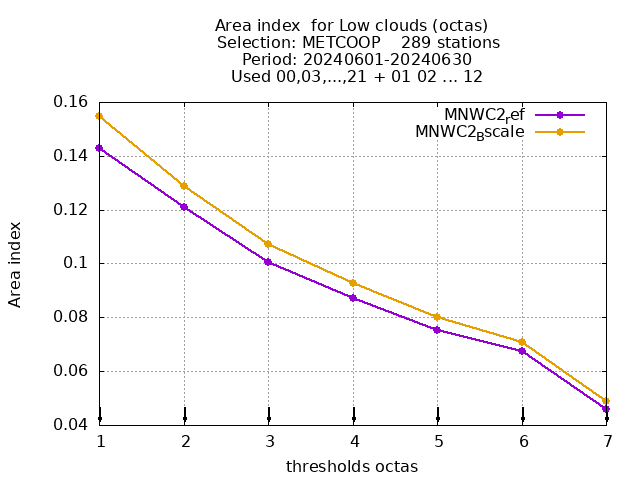 Area index  for Low clouds (octas)
Selection: METCOOP    289 stations
Period: 20240601-20240630
Used 00,03,...,21 + 01 02 ... 12
MNWC2ref
MNWC2Bscale
0.16
0.14
0.12
0.1
0.08
0.06
0.04
Area index
1 2 3 4 5 6 7
thresholds octas